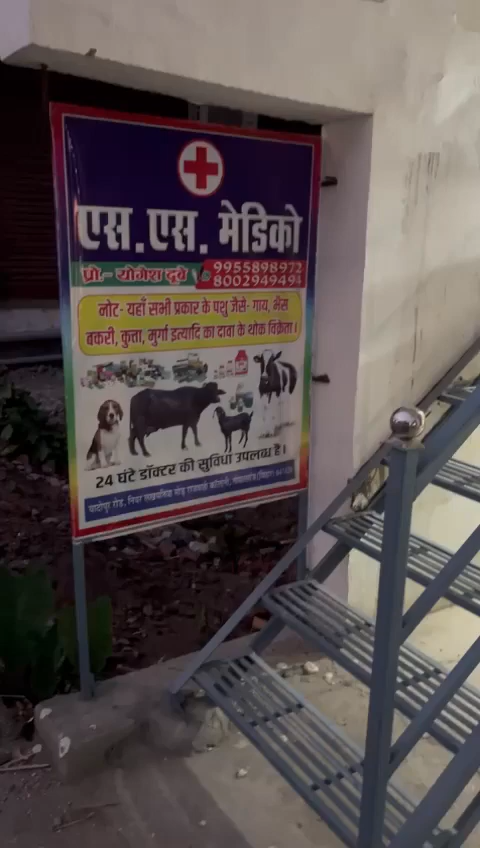 एस.एस. मेडिको
प्रो.- योगेश दूबे
9955898972
8002949494
नोट- यहाँ सभी प्रकार के पशु जैसे- गाय, भैंस
बकरी, कुत्ता, मुर्गा इत्यादि का दावा के थोक विक्रेता।
24 घंटे डॉक्टर की सुविधा उपलब्ध है।
रोड,